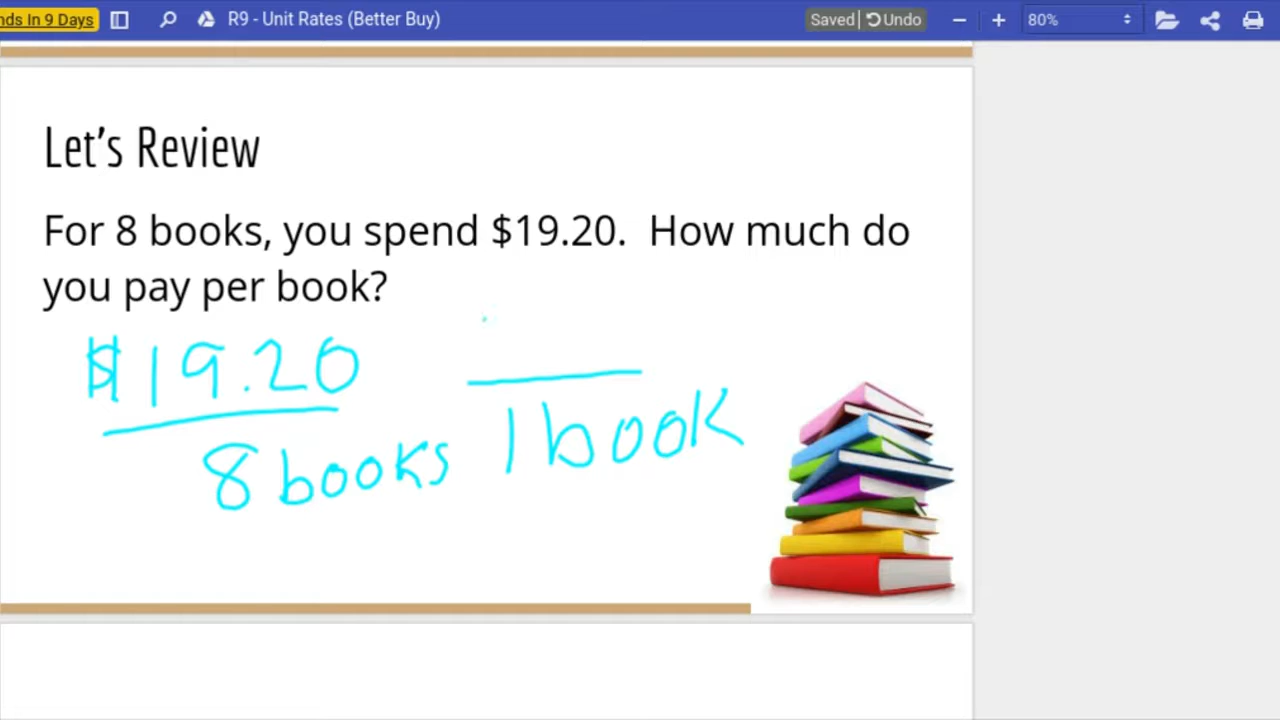 nds In 9 Days
R9 - Unit Rates (Better Buy)
Saved
Undo
80%
Let's Review
For 8 books, you spend $19.20. How much do
you pay per book?
$19.20
8 books
1 book